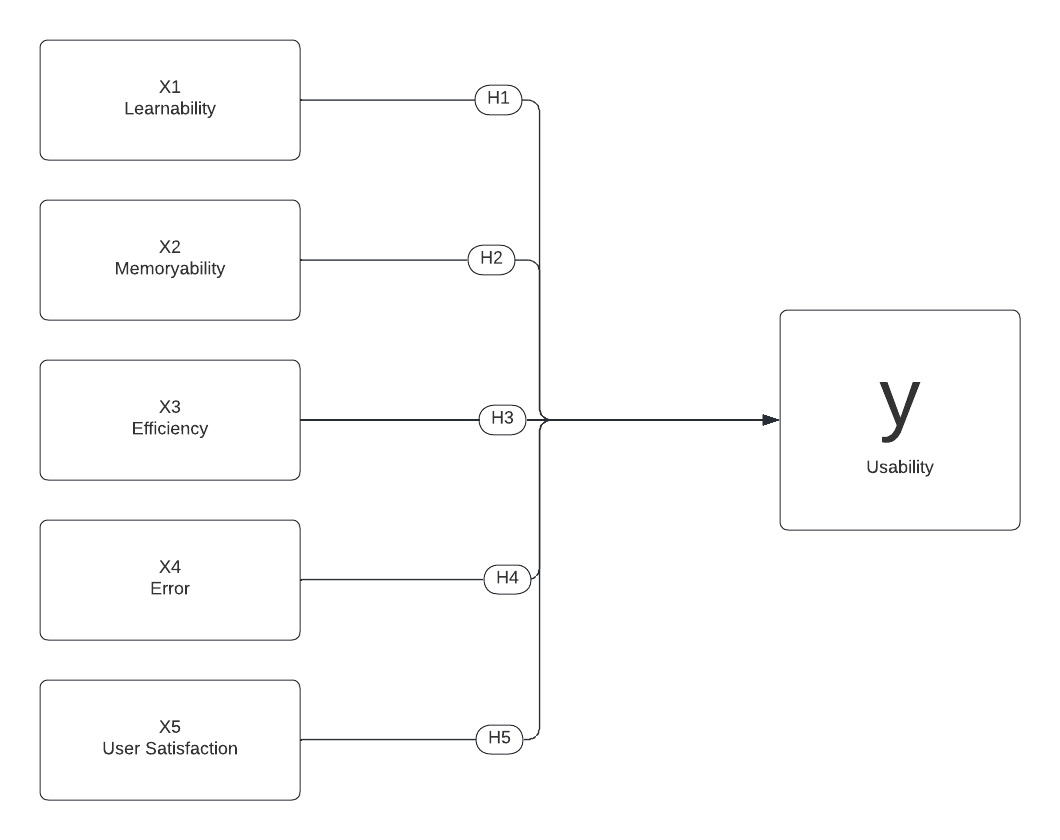 X1
Learnability
H1
X2
Memoryability
H2
X3
Efficiency
H3
X4
Error
H4
X5
User Satisfaction
H5
y
Usability